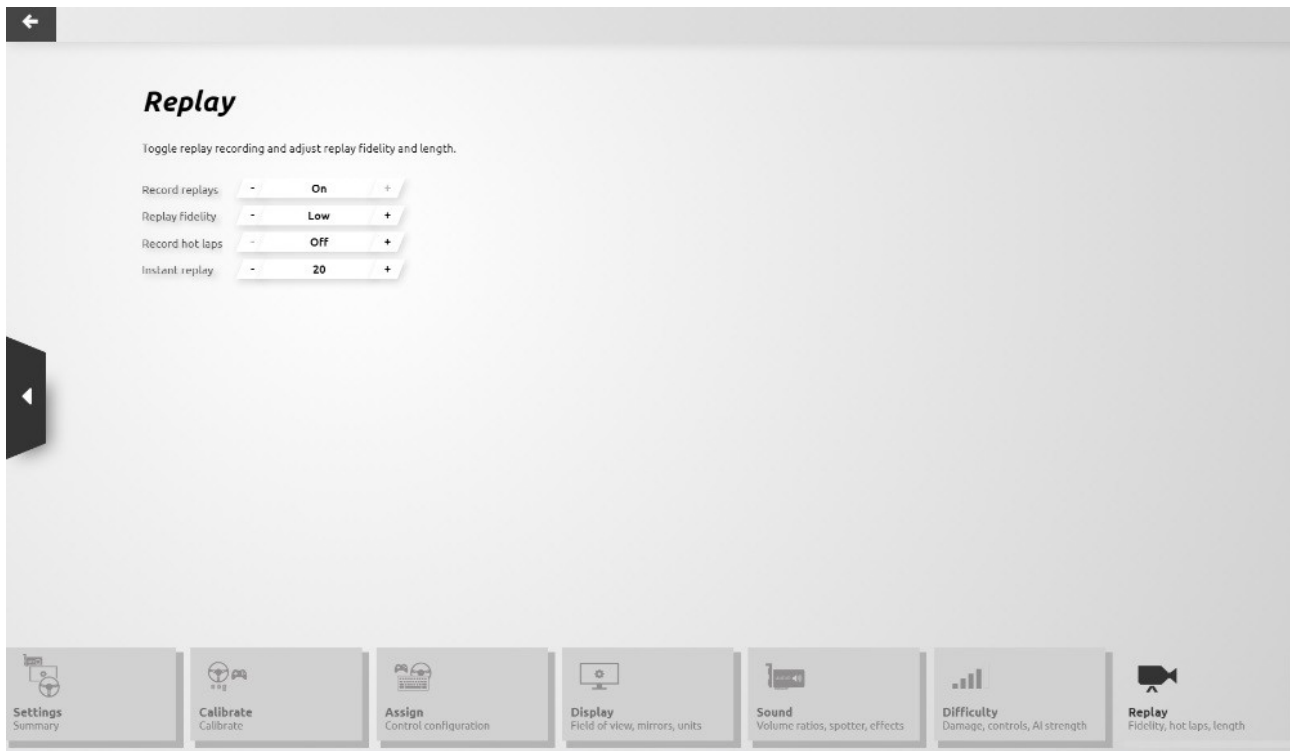 Replay
Toggle replay recording and adjust replay fidelity and length.
Record replays - On +
Replay fidelity - Low +
Record hot laps - Off +
Instant replay - 20 +
Settings
Summary
Calibrate
Calibrate
Assign
Control configuration
Display
Field of view, mirrors, units
Sound
Volume ratios, spotter, effects
Difficulty
Damage, controls, AI strength
Replay
Fidelity, hot laps, length